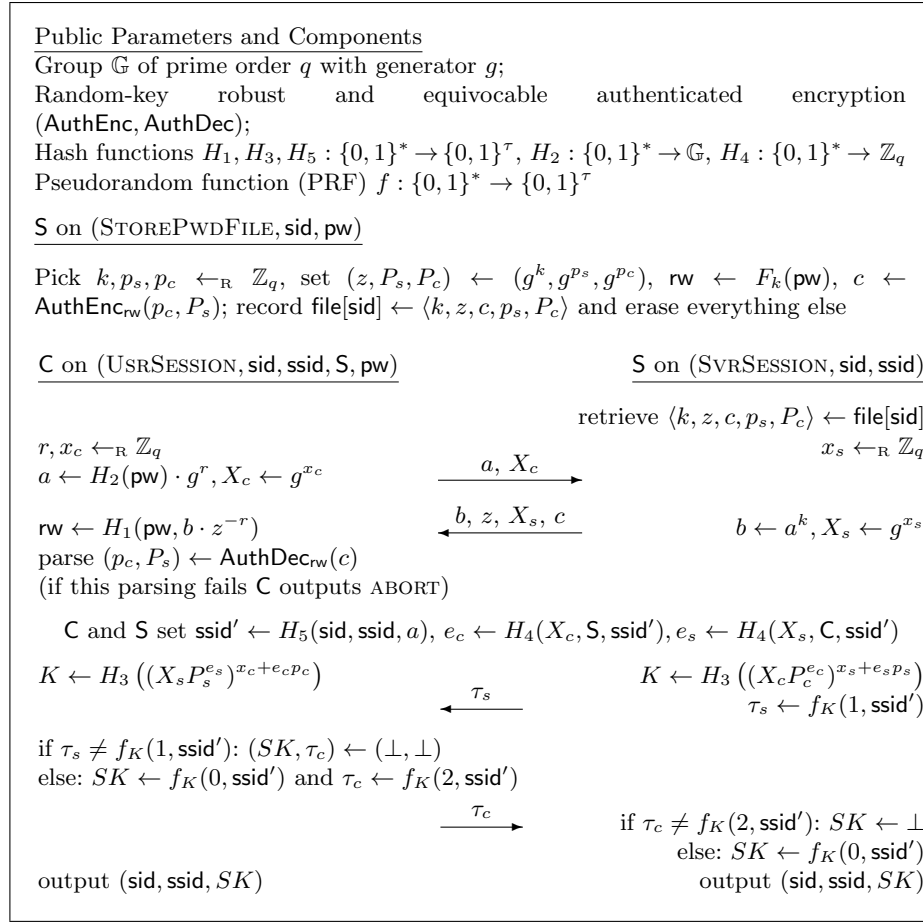 Public Parameters and Components
Group 𝔾 of prime order q with generator g;
Random-key robust and equivocable authenticated encryption
(AuthEnc, AuthDec);
Hash functions H₁, H₃, H₅ : {0, 1}* → {0, 1}^τ, H₂ : {0, 1}* → 𝔾, H₄ : {0, 1}* → ℤ_q
Pseudorandom function (PRF) f : {0, 1}* → {0, 1}^τ
S on (STOREPWDFILE, sid, pw)
Pick k, p_s, p_c ←_R ℤ_q, set (z, P_s, P_c) ← (g^k, g^{p_s}, g^{p_c}), rw ← F_k(pw), c ←
AuthEnc_rw(p_c, P_s); record file[sid] ← ⟨k, z, c, p_s, P_c⟩ and erase everything else
C on (USRSESSION, sid, ssid, S, pw) S on (SVRSESSION, sid, ssid)
retrieve ⟨k, z, c, p_s, P_c⟩ ← file[sid]
r, x_c ←_R ℤ_q x_s ←_R ℤ_q
a ← H₂(pw) · g^r, X_c ← g^{x_c} a, X_c
rw ← H₁(pw, b · z^{−r}) b, z, X_s, c b ← a^k, X_s ← g^{x_s}
parse (p_c, P_s) ← AuthDec_rw(c)
(if this parsing fails C outputs ABORT)
C and S set ssid′ ← H₅(sid, ssid, a), e_c ← H₄(X_c, S, ssid′), e_s ← H₄(X_s, C, ssid′)
K ← H₃ ((X_s P_s^{e_s})^{x_c+e_c p_c}) K ← H₃ ((X_c P_c^{e_c})^{x_s+e_s p_s})
τ_s τ_s ← f_K(1, ssid′)
if τ_s ≠ f_K(1, ssid′): (SK, τ_c) ← (⊥, ⊥)
else: SK ← f_K(0, ssid′) and τ_c ← f_K(2, ssid′)
τ_c if τ_c ≠ f_K(2, ssid′): SK ← ⊥
else: SK ← f_K(0, ssid′)
output (sid, ssid, SK) output (sid, ssid, SK)